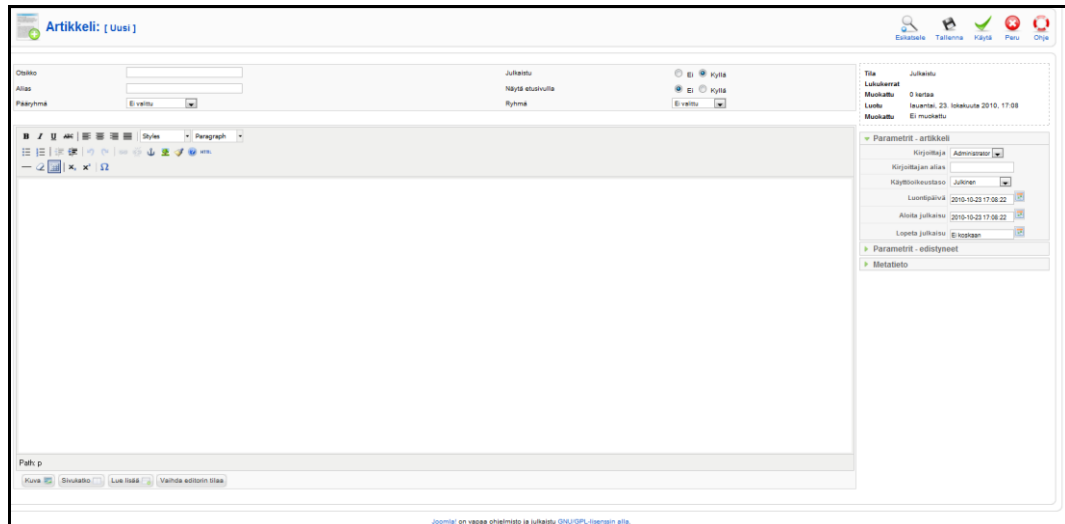 Artikkeli: [ Uusi ]
Esikatsele Tallenna Käytä Peru Ohje
Otsikko Julkaistu Ei Kyllä
Alias Näytä etusivulla Ei Kyllä
Pääryhmä Ei valittu Ryhmä Ei valittu
Tila Julkaistu
Lukukerrat
Muokattu 0 kertaa
Luotu lauantai, 23. lokakuuta 2010, 17:08
Muokattu Ei muokattu
B I U ABC Styles Paragraph
HTML
Parametrit - artikkeli
Kirjoittaja Administrator
Kirjoittajan alias
Käyttöoikeustaso Julkinen
Luontipäivä 2010-10-23 17:08:22
Aloita julkaisu 2010-10-23 17:08:22
Lopeta julkaisu Ei koskaan
Parametrit - edistyneet
Metatieto
Path: p
Kuva Sivukatko Lue lisää Vaihda editorin tilaa
Joomla! on vapaa ohjelmisto ja julkaistu GNU/GPL-lisenssin alla.